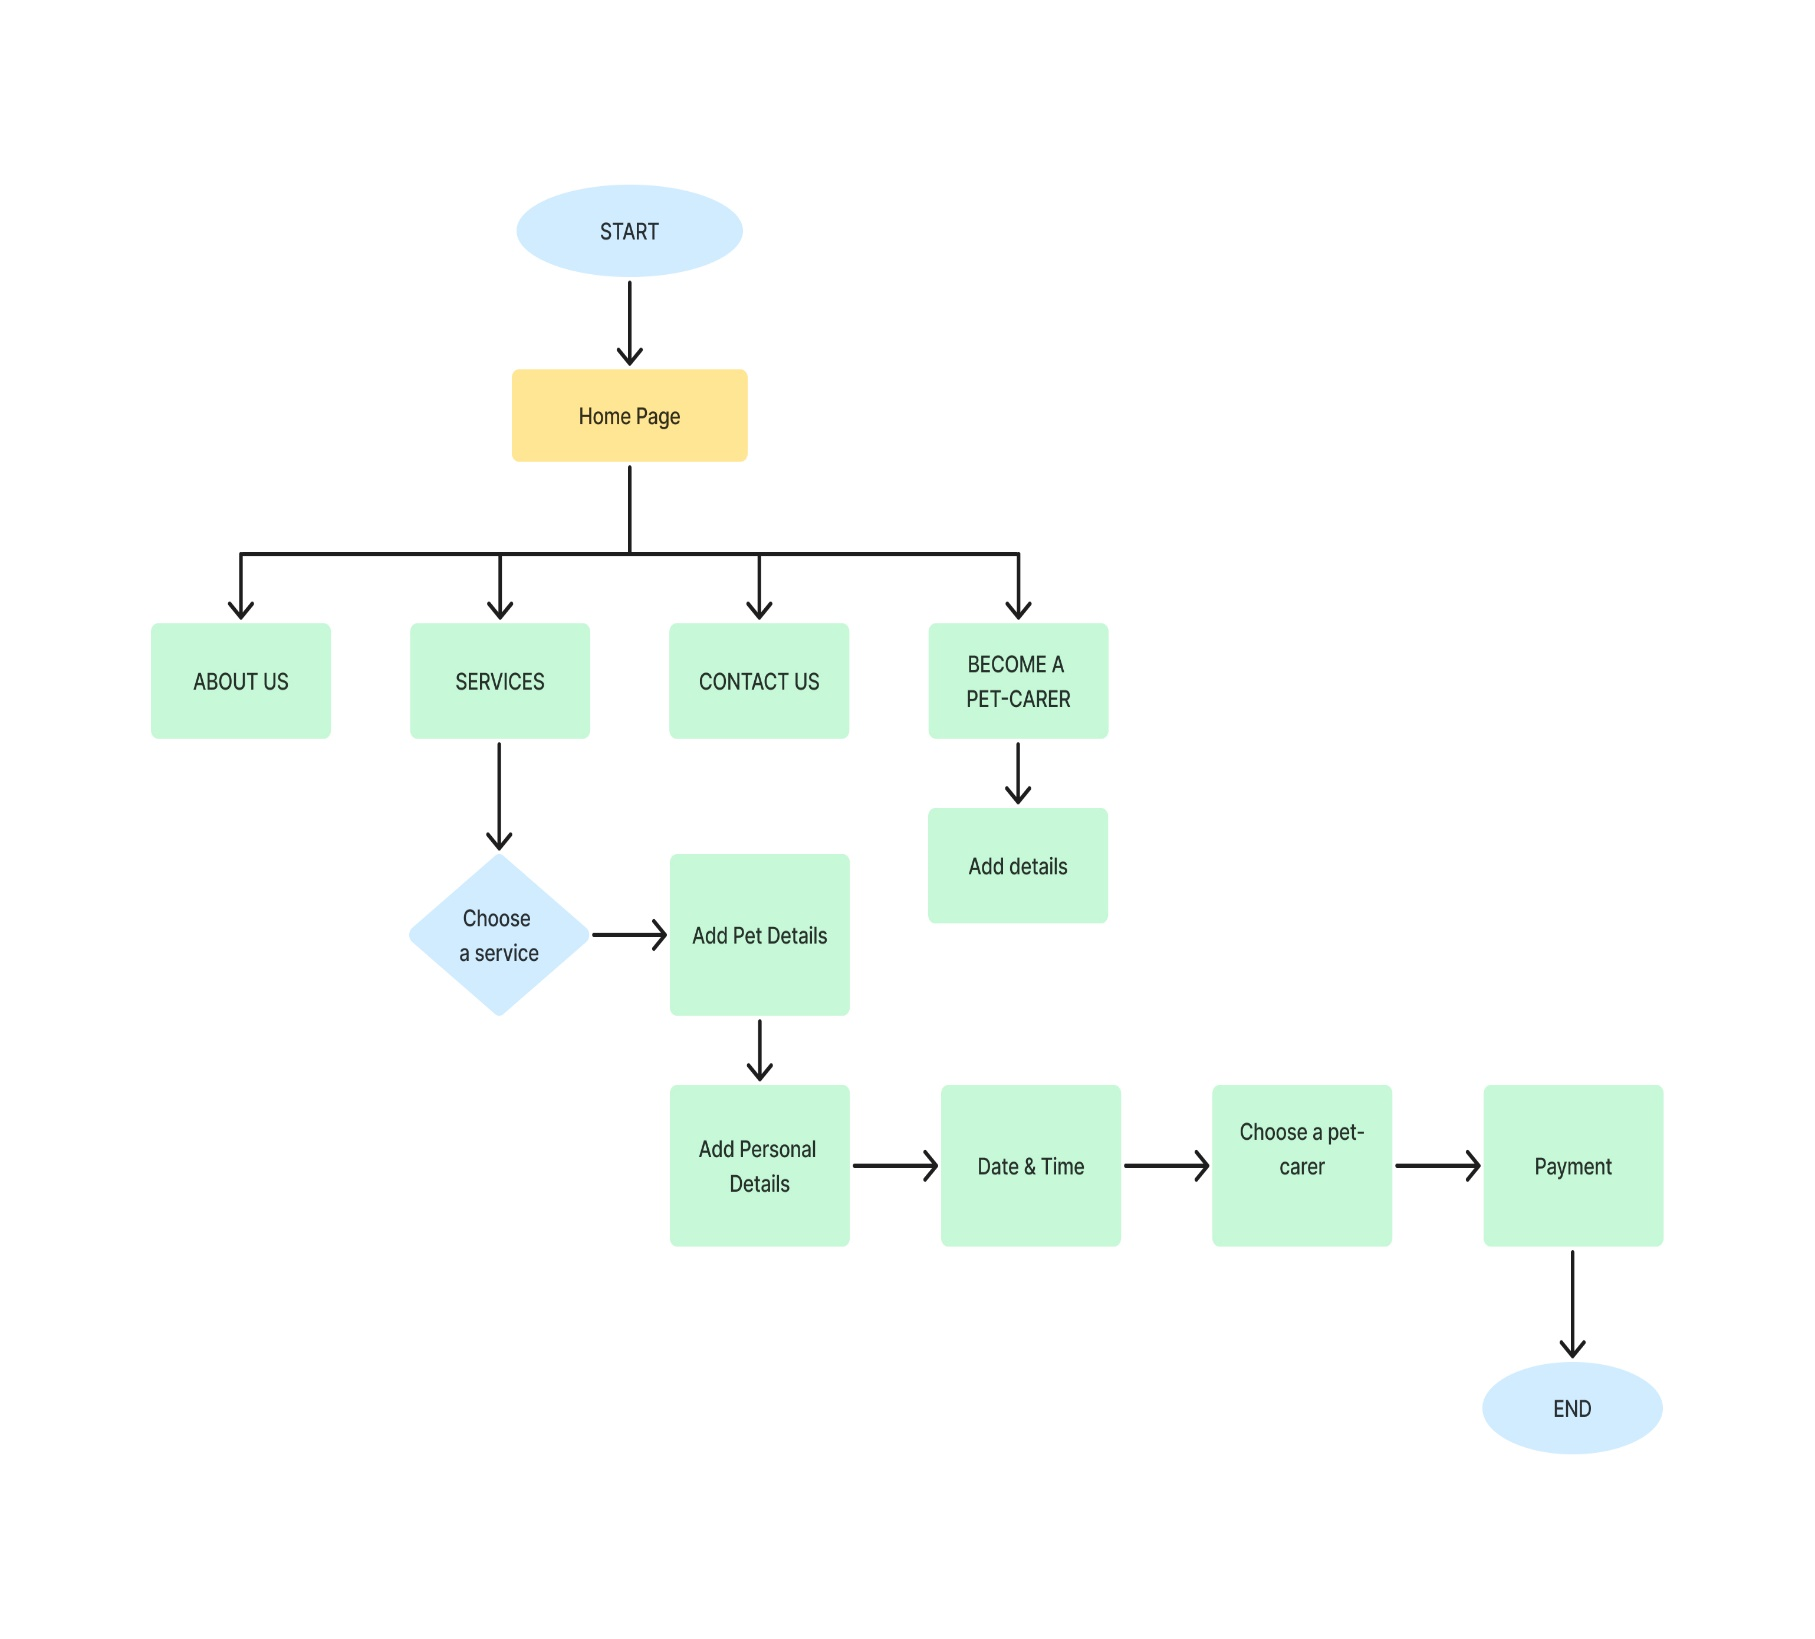 START
Home Page
ABOUT US
SERVICES
CONTACT US
BECOME A
PET-CARER
Add details
Choose
a service
Add Pet Details
Add Personal
Details
Date & Time
Choose a pet-
carer
Payment
END